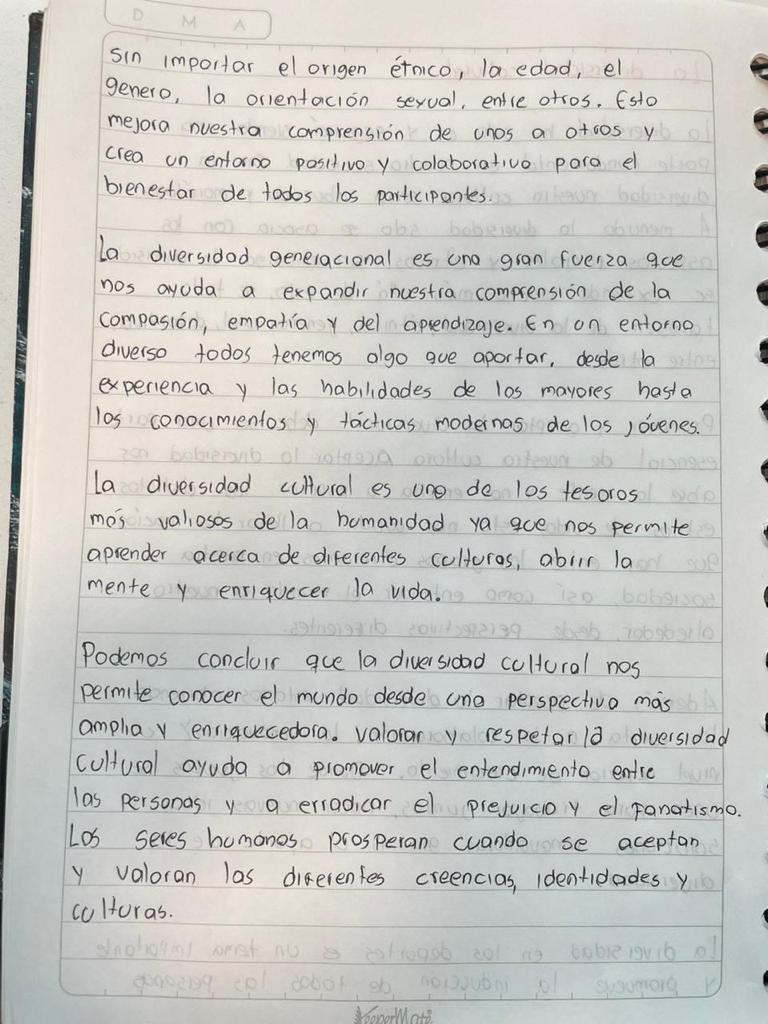 D M A
sin importar el origen étnico, la edad, el
genero, la orientación sexual, entre otros. Esto
mejora nuestra comprensión de unos a otros y
crea un entorno positivo y colaborativo para el
bienestar de todos los participantes.
La diversidad generacional es una gran fuerza que
nos ayuda a expandir nuestra comprensión de la
compasión, empatía y del aprendizaje. En un entorno
diverso todos tenemos algo que aportar, desde la
experiencia y las habilidades de los mayores hasta
los conocimientos y tácticas modernas de los jóvenes.
La diversidad cultural es uno de los tesoros
más valiosos de la humanidad ya que nos permite
aprender acerca de diferentes culturas, abrir la
mente y enriquecer la vida.
Podemos concluir que la diversidad cultural nos
permite conocer el mundo desde una perspectiva más
amplia y enriquecedora. valorar y respetar la diversidad
cultural ayuda a promover el entendimiento entre
las personas y a erradicar el prejuicio y el fanatismo.
Los seres humanos prosperan cuando se aceptan
y valoran las diferentes creencias, identidades y
culturas.
KeeperMate